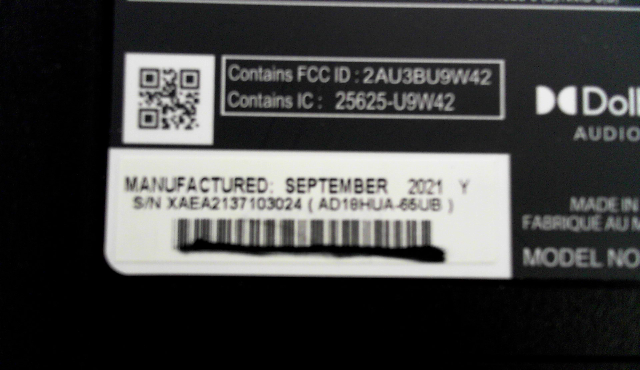 Contains FCC ID : 2AU3BU9W42
Contains IC : 25625-U9W42
AUDIO
MANUFACTURED: SEPTEMBER 2021 Y
S/N XAEA2137103024 ( AD18HUA-65UB )
MADE IN
FABRIQUÉ AU M
MODEL NO